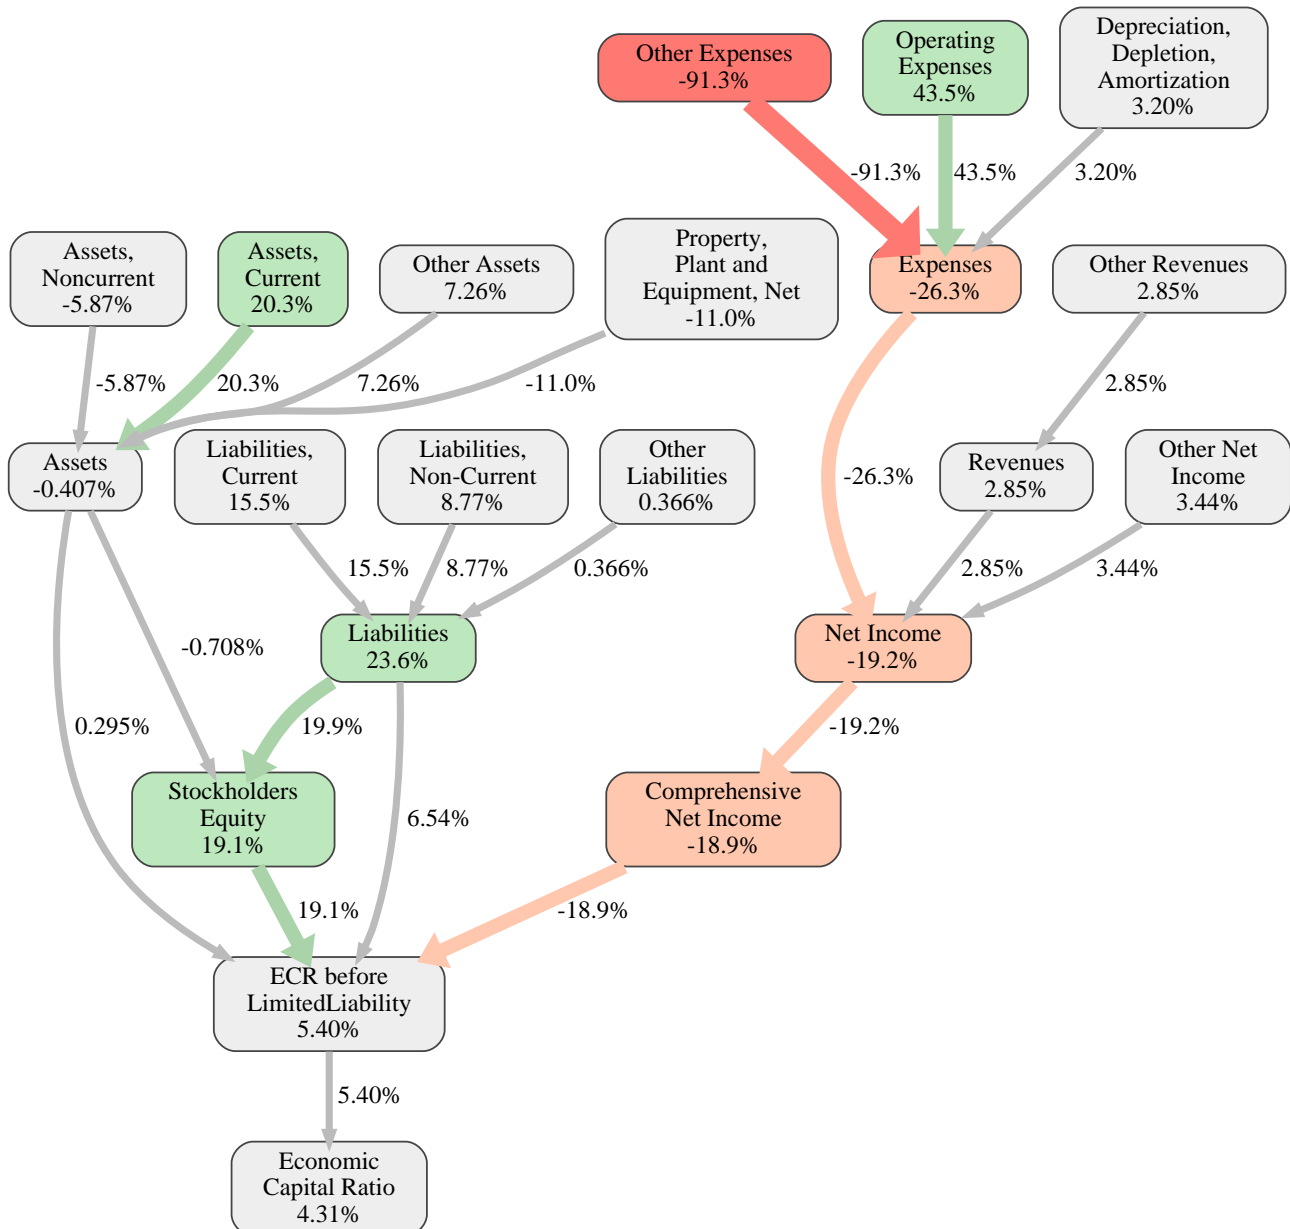 Other Expenses
-91.3%
Operating
Expenses
43.5%
Depreciation,
Depletion,
Amortization
3.20%
-91.3%
43.5%
3.20%
Assets,
Noncurrent
-5.87%
Assets,
Current
20.3%
Other Assets
7.26%
Property,
Plant and
Equipment, Net
-11.0%
Expenses
-26.3%
Other Revenues
2.85%
-5.87%
20.3%
7.26%
-11.0%
2.85%
Assets
-0.407%
Liabilities,
Current
15.5%
Liabilities,
Non-Current
8.77%
Other
Liabilities
0.366%
-26.3%
Revenues
2.85%
Other Net
Income
3.44%
15.5%
8.77%
0.366%
2.85%
3.44%
-0.708%
Liabilities
23.6%
Net Income
-19.2%
0.295%
19.9%
-19.2%
Stockholders
Equity
19.1%
6.54%
Comprehensive
Net Income
-18.9%
19.1%
-18.9%
ECR before
LimitedLiability
5.40%
5.40%
Economic
Capital Ratio
4.31%